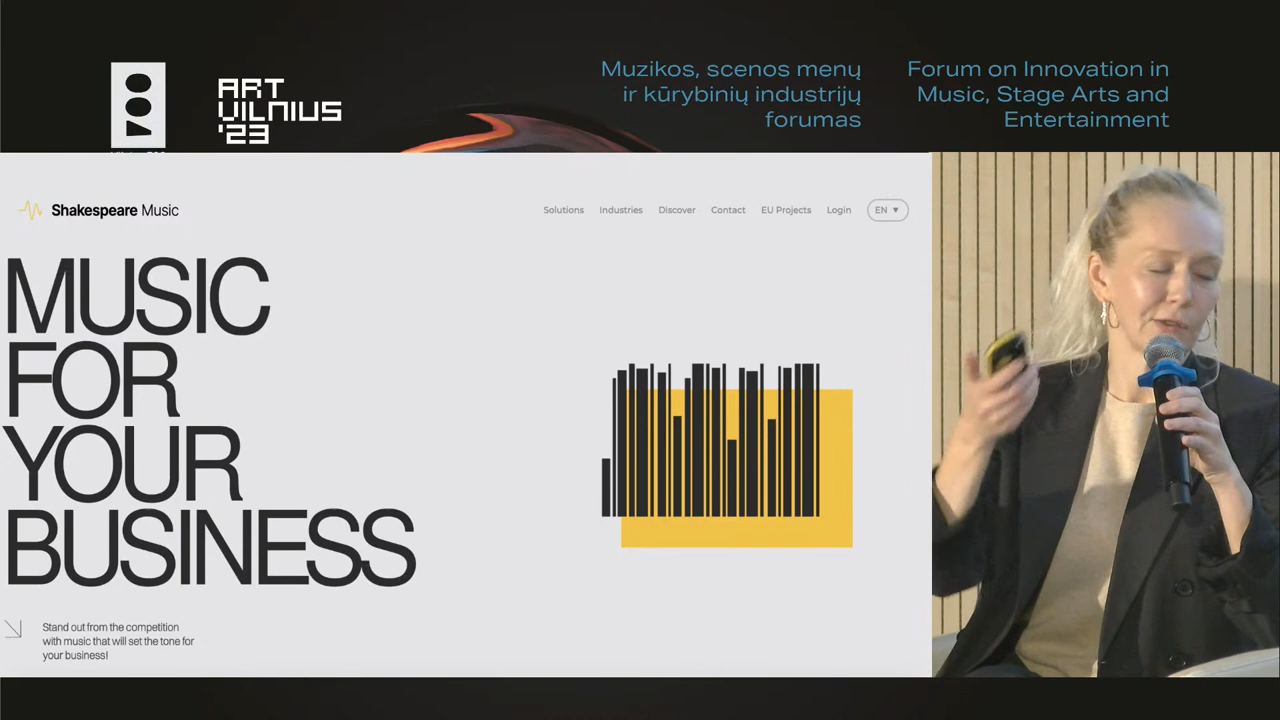 ART
VILNIUS
'23
Muzikos, scenos menų
ir kūrybinių industrijų
forumas
Forum on Innovation in
Music, Stage Arts and
Entertainment
Shakespeare Music
Solutions Industries Discover Contact EU Projects Login EN ▼
MUSIC
FOR
YOUR
BUSINESS
Stand out from the competition
with music that will set the tone for
your business!